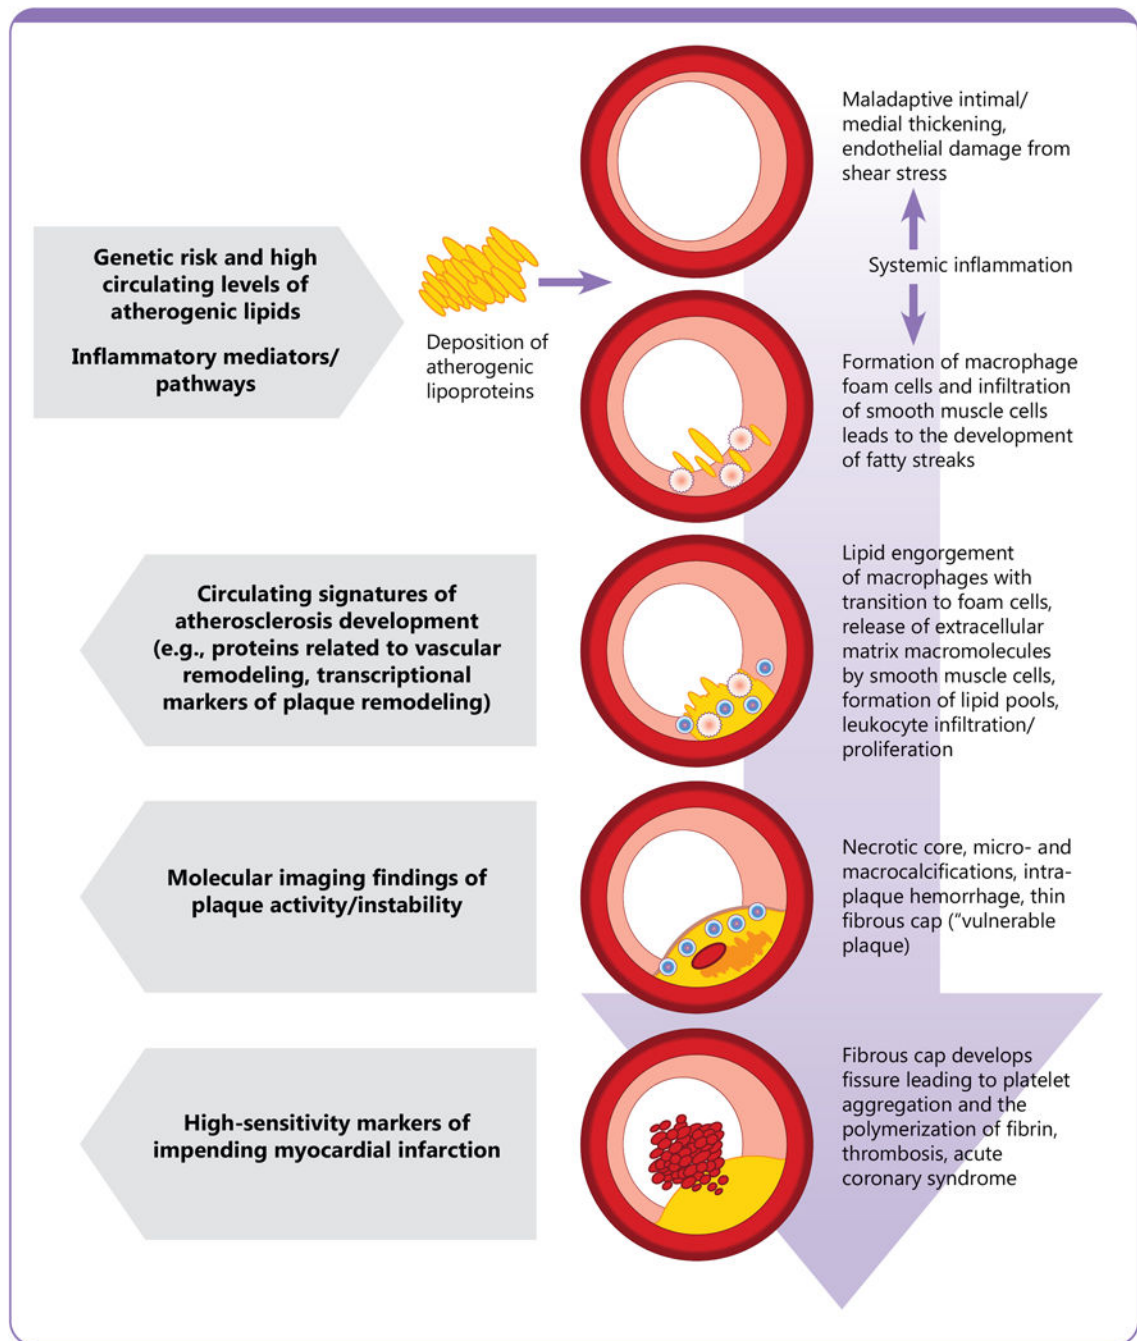 Maladaptive intimal/
medial thickening,
endothelial damage from
shear stress
Genetic risk and high
circulating levels of
atherogenic lipids
Inflammatory mediators/
pathways
Deposition of
atherogenic
lipoproteins
Systemic inflammation
Formation of macrophage
foam cells and infiltration
of smooth muscle cells
leads to the development
of fatty streaks
Circulating signatures of
atherosclerosis development
(e.g., proteins related to vascular
remodeling, transcriptional
markers of plaque remodeling)
Lipid engorgement
of macrophages with
transition to foam cells,
release of extracellular
matrix macromolecules
by smooth muscle cells,
formation of lipid pools,
leukocyte infiltration/
proliferation
Molecular imaging findings of
plaque activity/instability
Necrotic core, micro- and
macrocalcifications, intra-
plaque hemorrhage, thin
fibrous cap (“vulnerable
plaque)
High-sensitivity markers of
impending myocardial infarction
Fibrous cap develops
fissure leading to platelet
aggregation and the
polymerization of fibrin,
thrombosis, acute
coronary syndrome